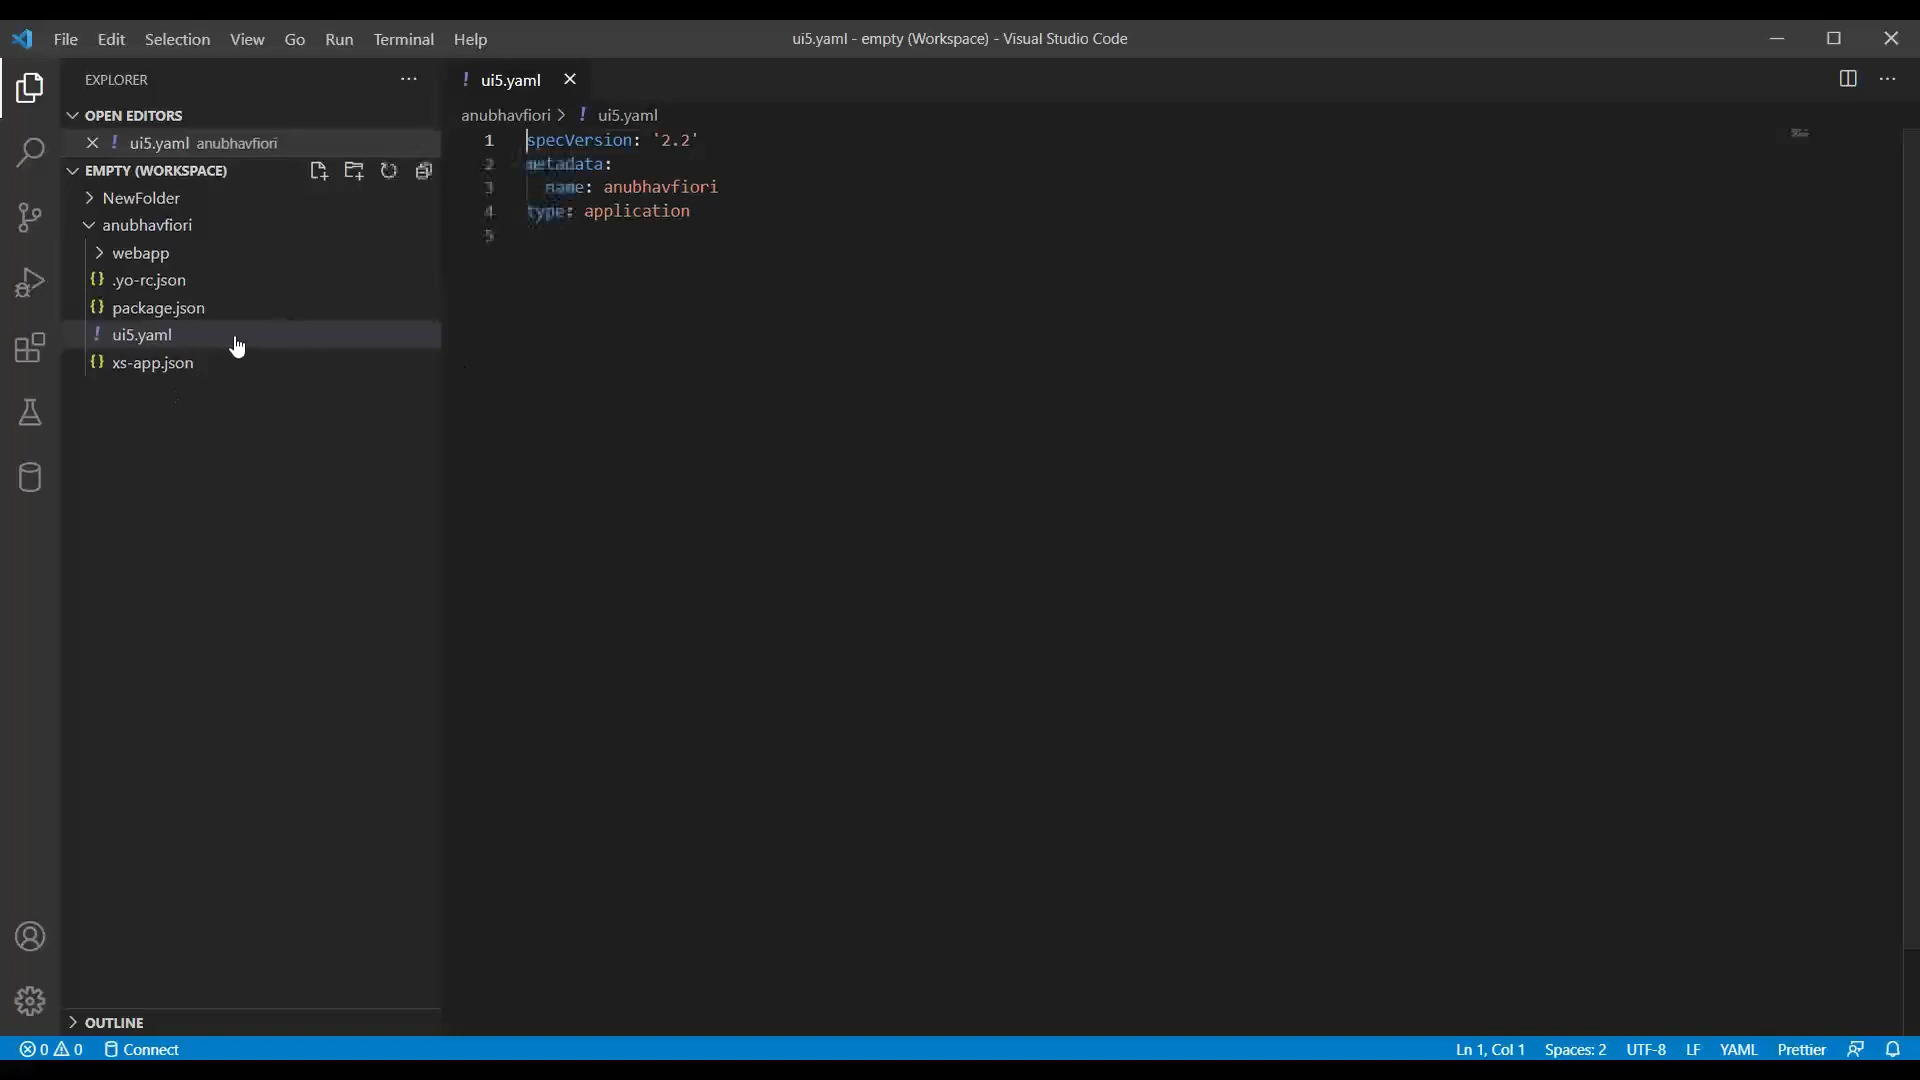 File Edit Selection View Go Run Terminal Help
ui5.yaml - empty (Workspace) - Visual Studio Code
EXPLORER
ui5.yaml
OPEN EDITORS
anubhavfiori > ! ui5.yaml
! ui5.yaml anubhavfiori
EMPTY (WORKSPACE)
NewFolder
anubhavfiori
webapp
{} .yo-rc.json
{} package.json
! ui5.yaml
{} xs-app.json
1 specVersion: '2.2'
2 metadata:
3 name: anubhavfiori
4 type: application
5
OUTLINE
0 0 Connect
Ln 1, Col 1 Spaces: 2 UTF-8 LF YAML Prettier